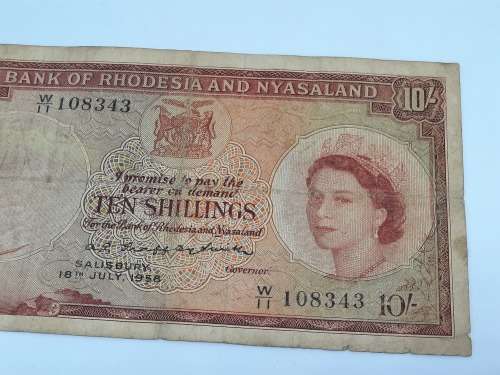 BANK OF RHODESIA AND NYASALAND 10/-
W/11 108343
I promise to pay the
bearer on demand
TEN SHILLINGS
For the Bank of Rhodesia and Nyasaland
SALISBURY,
18TH JULY, 1958 Governor.
W/11 108343 10/-